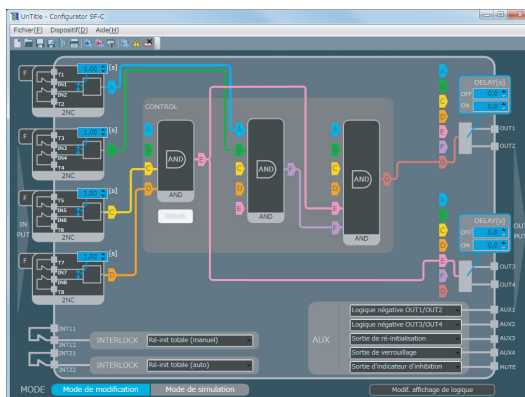 UnTitle - Configurator SF-C
Fichier(F) Dispositif(D) Aide(H)
F T1 IN1 IN2 T2 2NC 1,00 [s] A
F T3 IN3 IN4 T4 2NC 1,00 [s]
F T5 IN5 IN6 T6 2NC 1,00 [s] C
F T7 IN7 IN8 T8 2NC 1,00 [s] D
IN PUT
CONTROL
A B C D AND AND E
Détails
A B E AND AND F
A B C D E F AND AND G
A B C D E F G
DELAY[s]
OFF 0,0
ON 0,0
OUT1
OUT2
A B C D E F G
DELAY[s]
OFF 0,0
ON 0,0
OUT3
OUT4
OUT PUT
INT11
INT12
INTERLOCK Ré-init totale (manuel)
INT21
INT22
INTERLOCK Ré-init totale (auto)
AUX
Logique négative OUT1/OUT2 AUX1
Logique négative OUT3/OUT4 AUX2
Sortie de ré-initialisation AUX3
Sortie de verrouillage AUX4
Sortie d'indicateur d'inhibition MUTE
MODE Mode de modification Mode de simulation Modif. affichage de logique